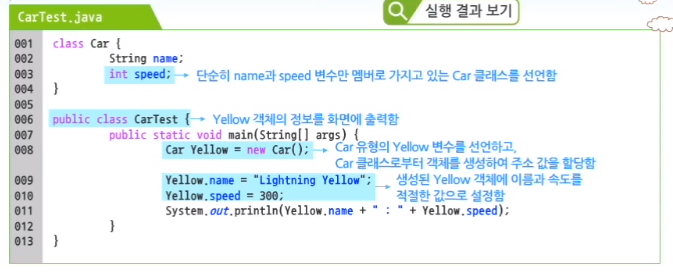 CarTest.java
실행 결과 보기
001 class Car {
002 String name;
003 int speed; 단순히 name과 speed 변수만 멤버로 가지고 있는 Car 클래스를 선언함
004 }
005
006 public class CarTest { Yellow 객체의 정보를 화면에 출력함
007 public static void main(String[] args) {
008 Car Yellow = new Car(); Car 유형의 Yellow 변수를 선언하고,
Car 클래스로부터 객체를 생성하여 주소 값을 할당함
009 Yellow.name = "Lightning Yellow"; 생성된 Yellow 객체에 이름과 속도를
010 Yellow.speed = 300; 적절한 값으로 설정함
011 System.out.println(Yellow.name + " : " + Yellow.speed);
012 }
013 }